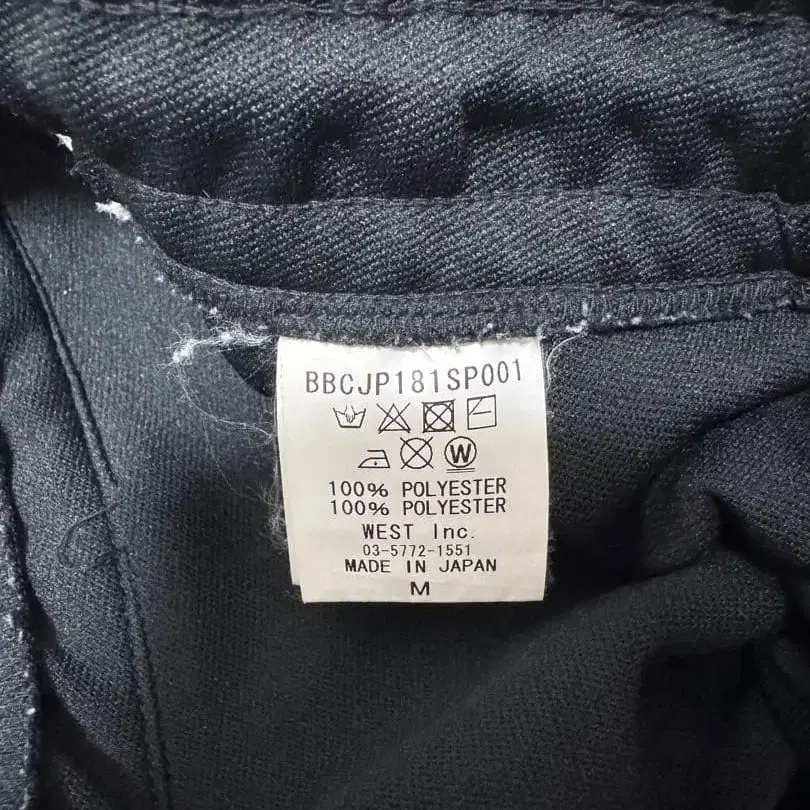 BBCJP181SP001
W
100% POLYESTER
100% POLYESTER
WEST Inc.
03-5772-1551
MADE IN JAPAN
M